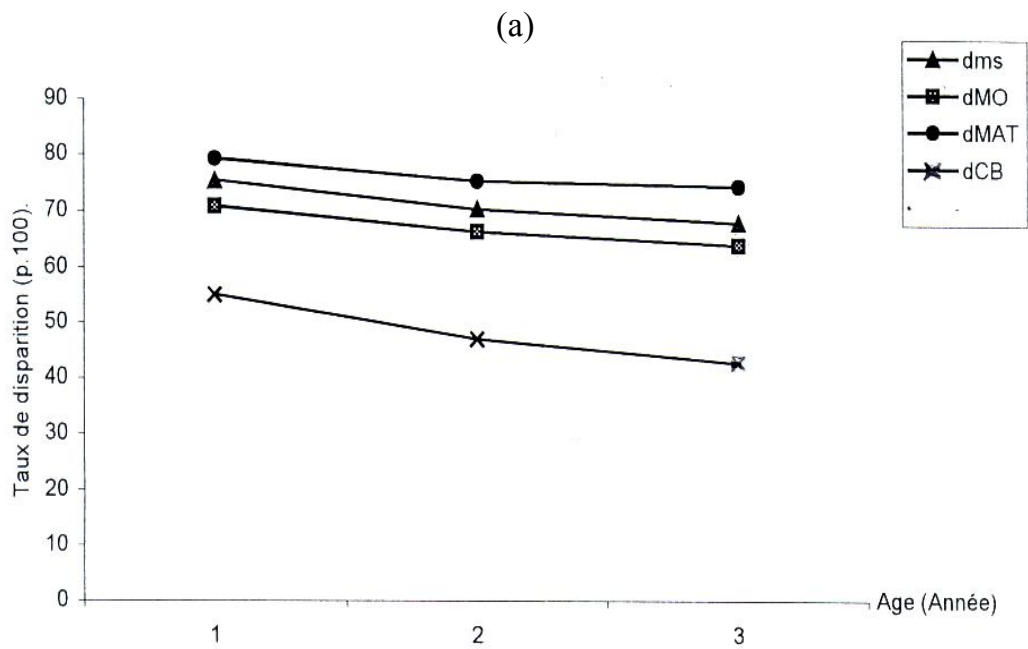 (a)
dms
dMO
dMAT
dCB
Taux de disparition (p.100).
90
80
70
60
50
40
30
20
10
0
1
2
3
Age (Année)